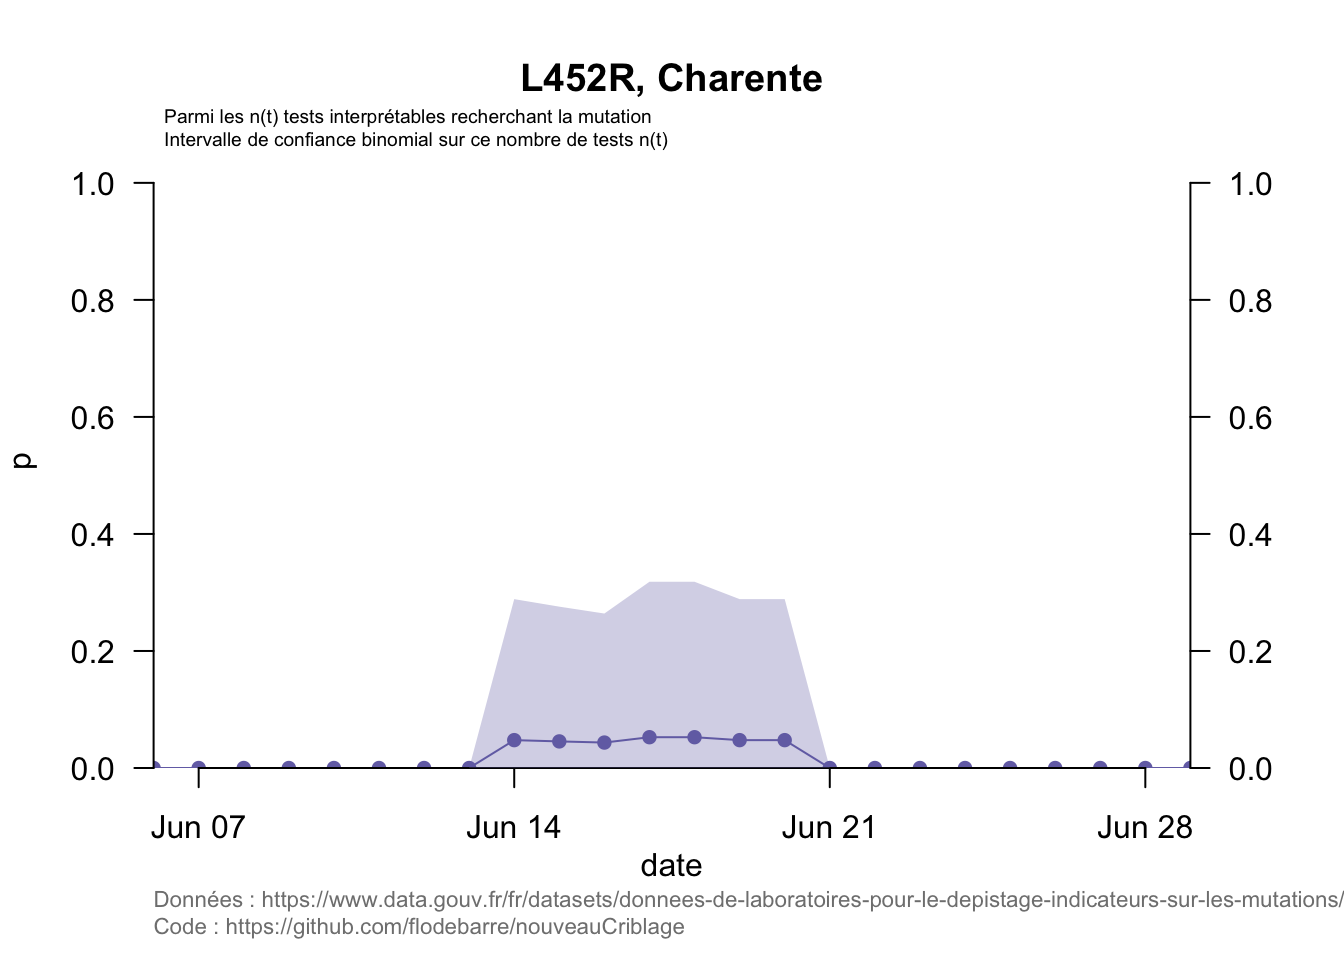 L452R, Charente
Parmi les n(t) tests interprétables recherchant la mutation
Intervalle de confiance binomial sur ce nombre de tests n(t)
1.0 1.0
0.8 0.8
0.6 0.6
p
0.4 0.4
0.2 0.2
0.0 0.0
Jun 07 Jun 14 Jun 21 Jun 28
date
Données : https://www.data.gouv.fr/fr/datasets/donnees-de-laboratoires-pour-le-depistage-indicateurs-sur-les-mutations/
Code : https://github.com/flodebarre/nouveauCriblage